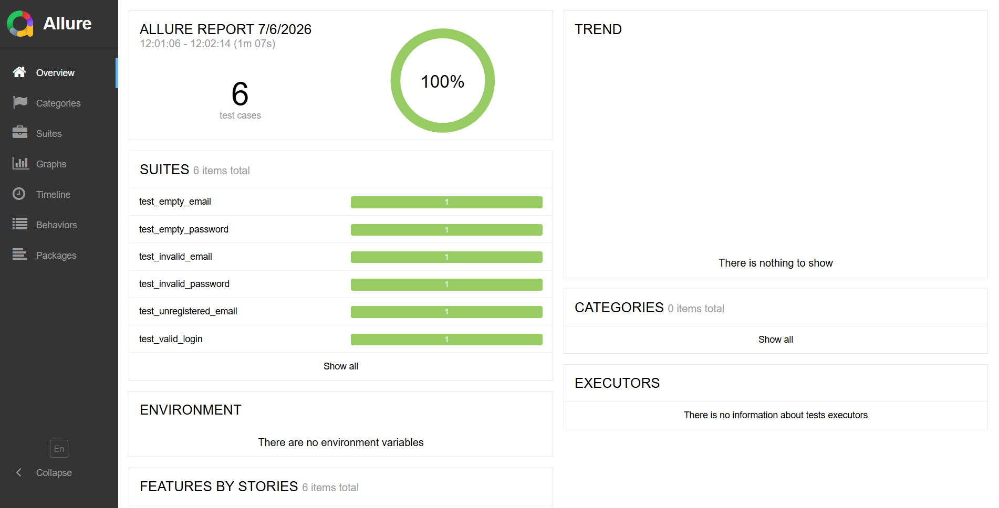 Allure
Overview
Categories
Suites
Graphs
Timeline
Behaviors
Packages
En
Collapse
ALLURE REPORT 7/6/2026
12:01:06 - 12:02:14 (1m 07s)
6
test cases
100%
SUITES 6 items total
test_empty_email 1
test_empty_password 1
test_invalid_email 1
test_invalid_password 1
test_unregistered_email 1
test_valid_login 1
Show all
ENVIRONMENT
There are no environment variables
FEATURES BY STORIES 6 items total
TREND
There is nothing to show
CATEGORIES 0 items total
Show all
EXECUTORS
There is no information about tests executors